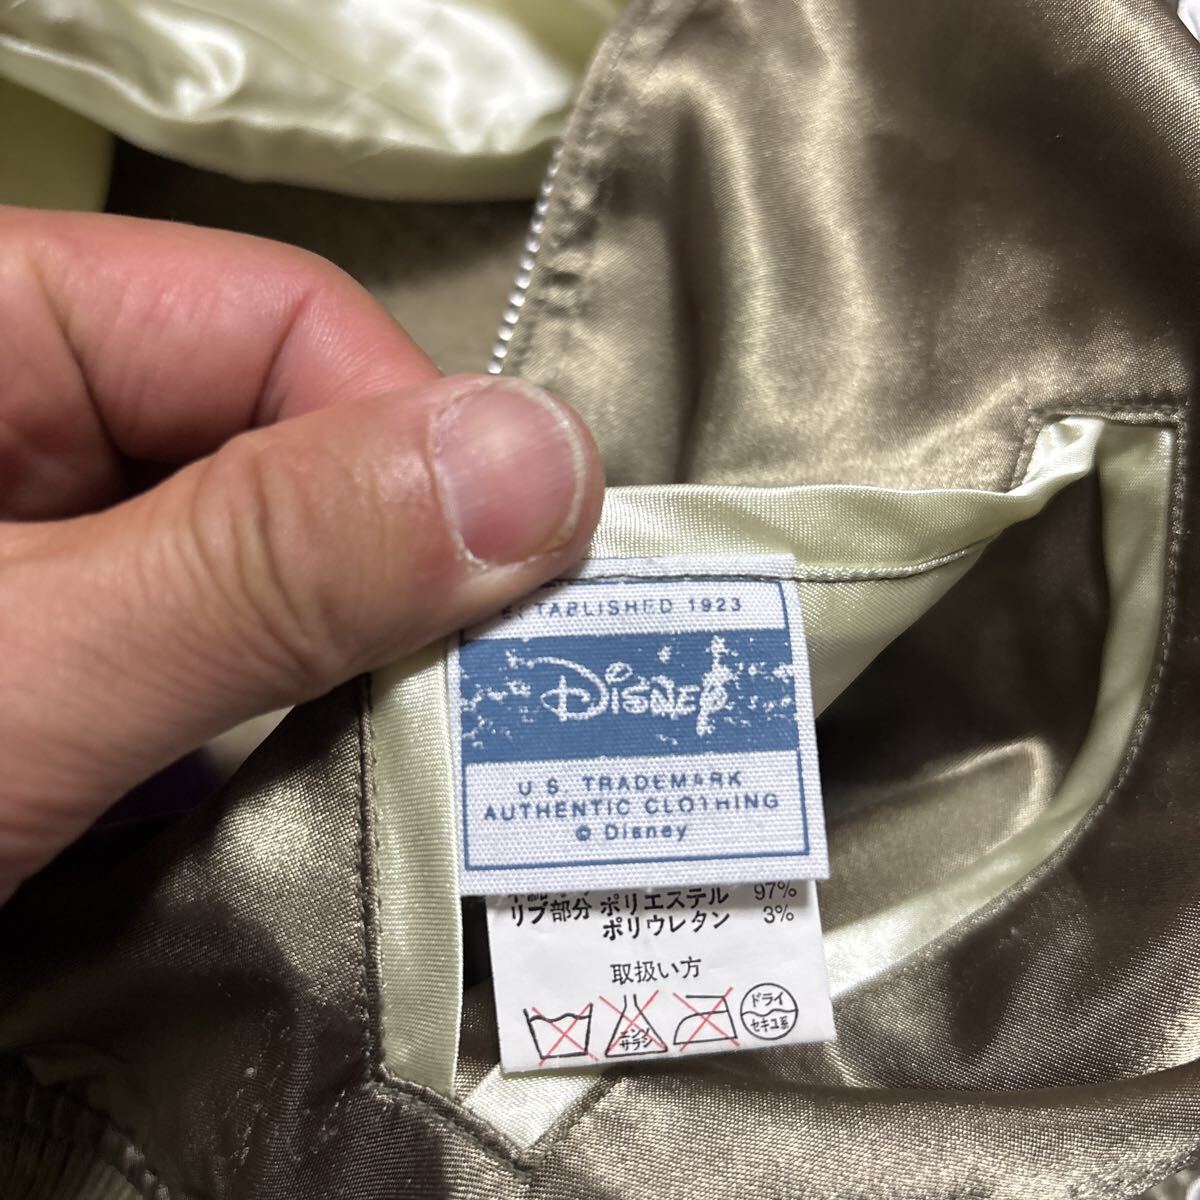 ESTABLISHED 1923
Disney
U.S. TRADEMARK
AUTHENTIC CLOTHING
© Disney
リブ部分 ポリエステル 97%
ポリウレタン 3%
取扱い方
エンソ
サラシ
ドライ
セキユ系